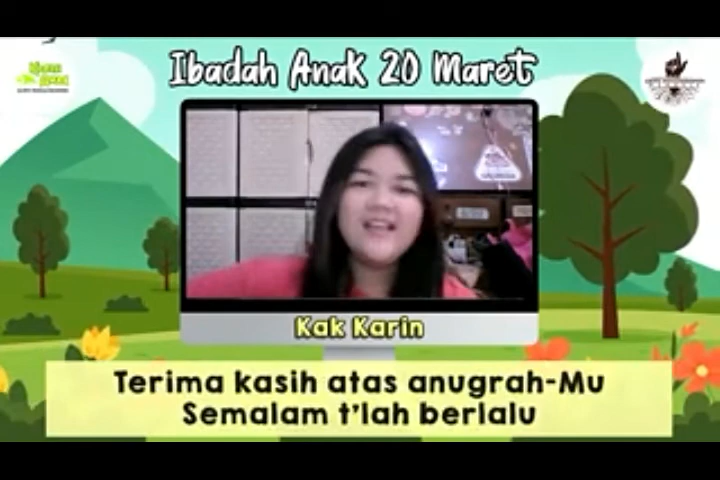 Ibadah Anak 20 Maret
Kak Karin
Terima kasih atas anugrah-Mu
Semalam t'lah berlalu